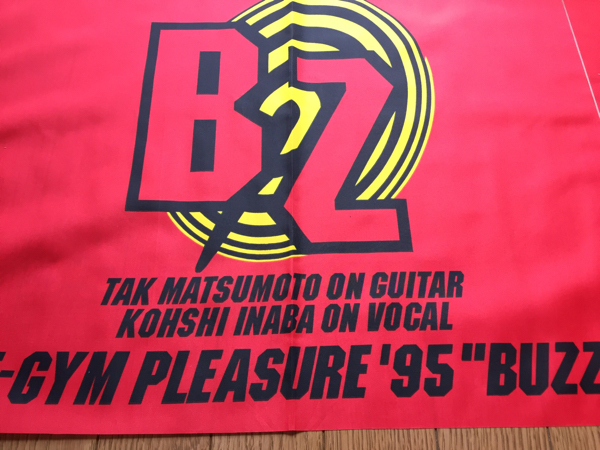 B'Z
TAK MATSUMOTO ON GUITAR
KOHSHI INABA ON VOCAL
-GYM PLEASURE '95 "BUZZ